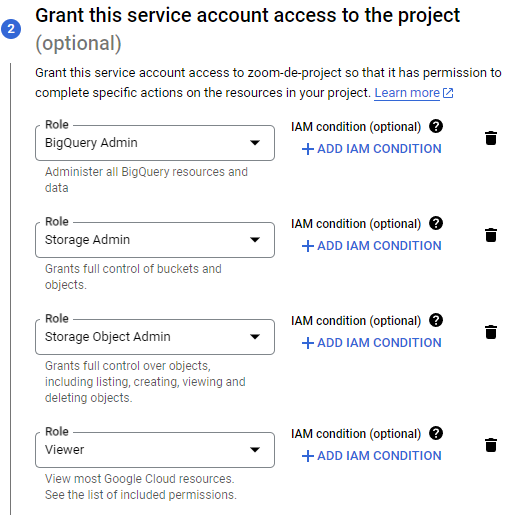 Grant this service account access to the project
2
(optional)
Grant this service account access to zoom-de-project so that it has permission to
complete specific actions on the resources in your project. Learn more
Role
IAM condition (optional) ?
BigQuery Admin
+ ADD IAM CONDITION
Administer all BigQuery resources and
data
Role
IAM condition (optional) ?
Storage Admin
+ ADD IAM CONDITION
Grants full control of buckets and
objects.
Role
IAM condition (optional) ?
Storage Object Admin
+ ADD IAM CONDITION
Grants full control over objects,
including listing, creating, viewing and
deleting objects.
Role
IAM condition (optional) ?
Viewer
+ ADD IAM CONDITION
View most Google Cloud resources.
See the list of included permissions.